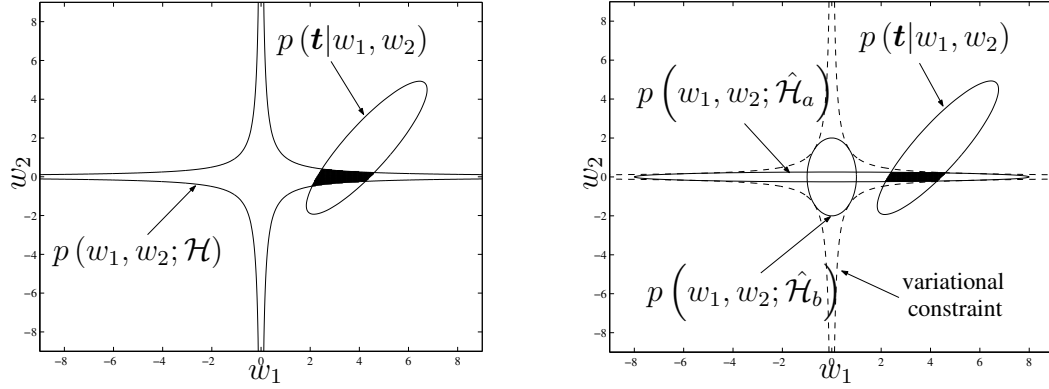 8
6
4
2
0
−2
−4
−6
−8
w₂
p (t|w₁, w₂)
p (w₁, w₂; ℋ)
−8 −6 −4 −2 0 2 4 6 8
w₁
8
6
4
2
0
−2
−4
−6
−8
w₂
p (t|w₁, w₂)
p (w₁, w₂; ℋ̂ₐ)
p (w₁, w₂; ℋ̂_b)
variational
constraint
−8 −6 −4 −2 0 2 4 6 8
w₁